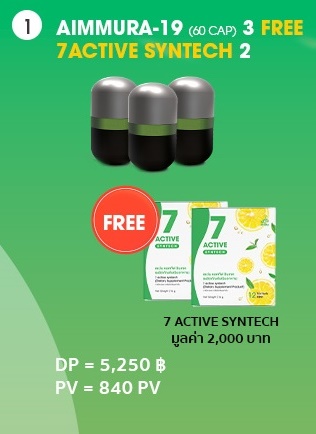 1 AIMMURA-19 (60 CAP) 3 FREE
7ACTIVE SYNTECH 2
FREE
7
ACTIVE
SYNTECH
7
ACTIVE
SYNTECH
7 ACTIVE SYNTECH
มูลค่า 2,000 บาท
DP = 5,250 ฿
PV = 840 PV